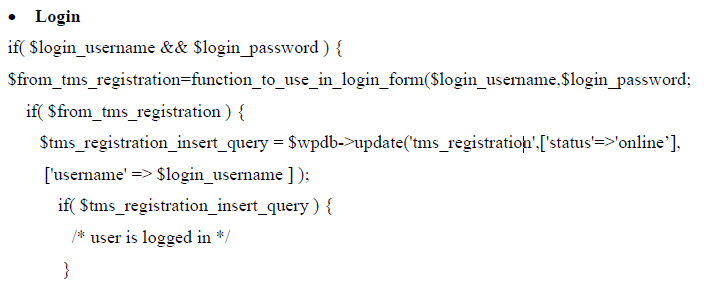 • Login
if( $login_username && $login_password ) {
$from_tms_registration=function_to_use_in_login_form($login_username,$login_password;
if( $from_tms_registration ) {
$tms_registration_insert_query = $wpdb->update('tms_registration',['status'=>'online’],
['username' => $login_username ] );
if( $tms_registration_insert_query ) {
/* user is logged in */
}